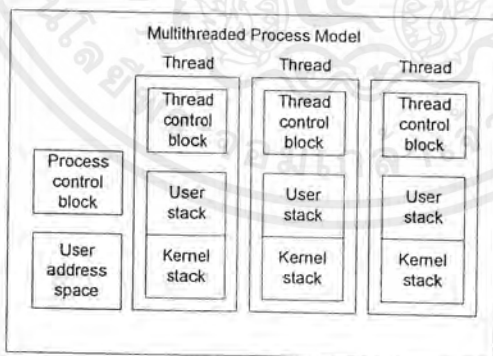 Multithreaded Process Model
Thread
Thread
Thread
Thread
control
block
Thread
control
block
Thread
control
block
Process
control
block
User
stack
User
stack
User
stack
User
address
space
Kernel
stack
Kernel
stack
Kernel
stack